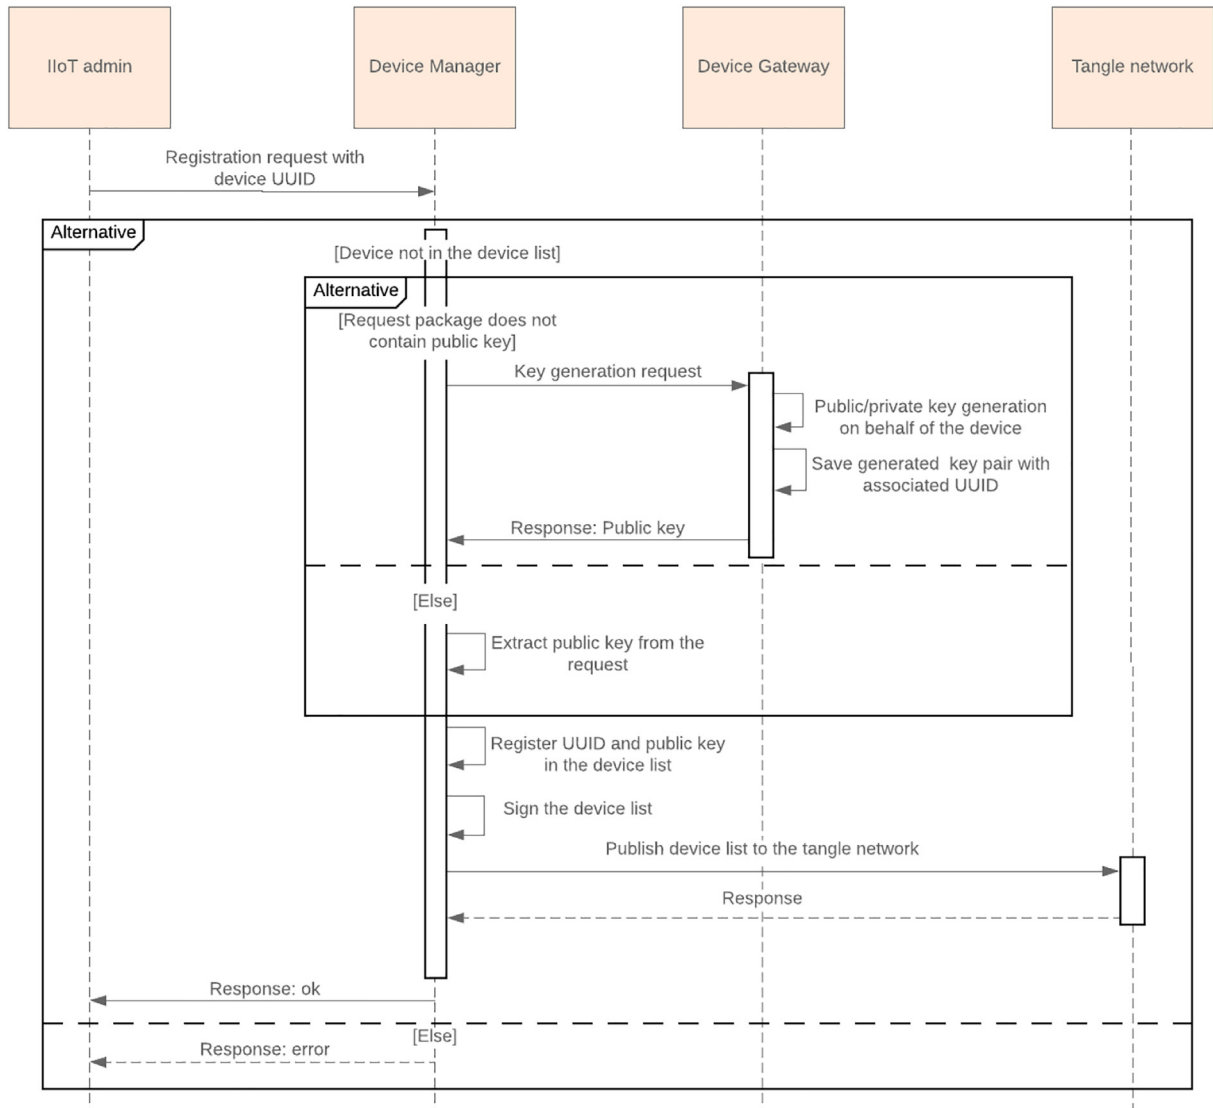 IIoT admin
Device Manager
Device Gateway
Tangle network
Registration request with
device UUID
Alternative
[Device not in the device list]
Alternative
[Request package does not
contain public key]
Key generation request
Public/private key generation
on behalf of the device
Save generated  key pair with
associated UUID
Response: Public key
[Else]
Extract public key from the
request
Register UUID and public key
in the device list
Sign the device list
Publish device list to the tangle network
Response
Response: ok
[Else]
Response: error